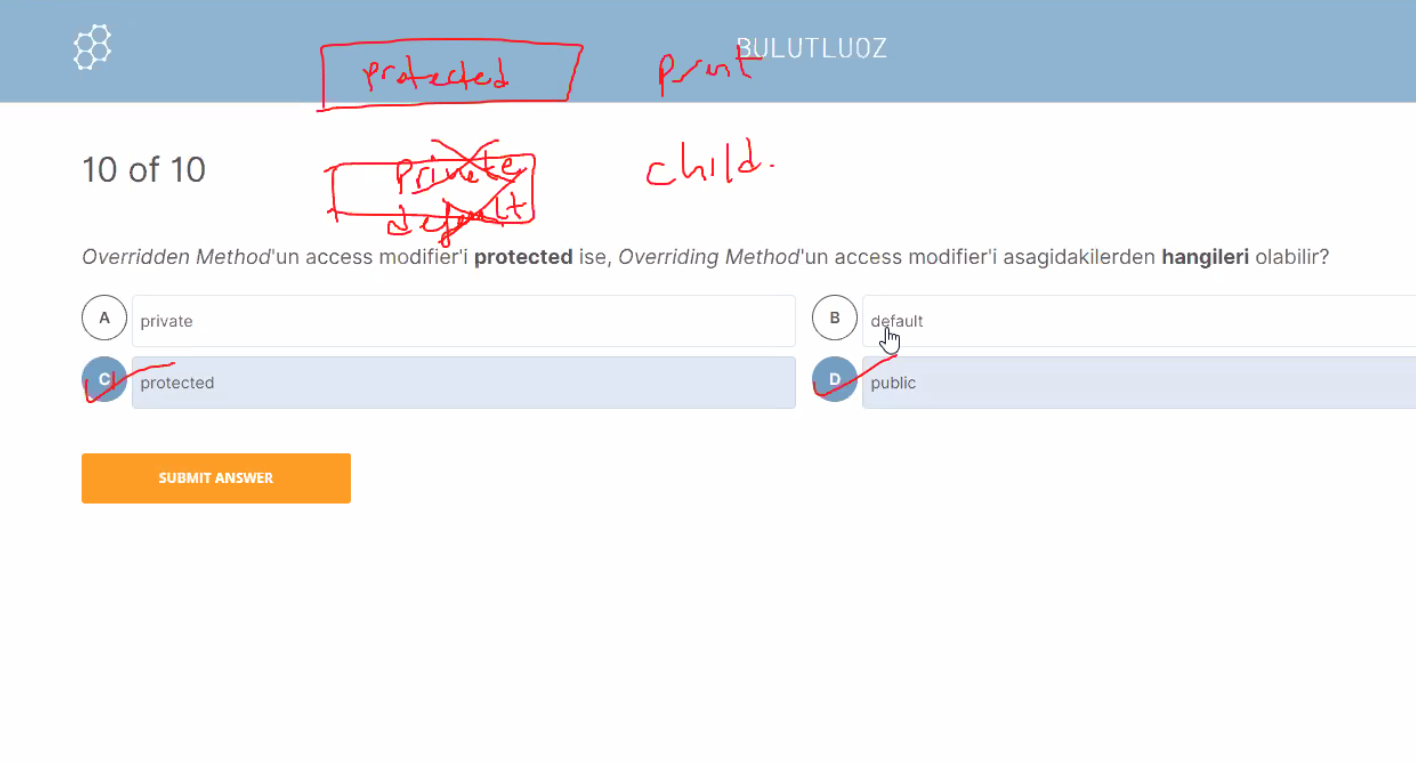 BULUTLUOZ
protected
prnt
private
child.
default
10 of 10
Overridden Method'un access modifier'i protected ise, Overriding Method'un access modifier'i asagidakilerden hangileri olabilir?
A private
B default
C protected
D public
SUBMIT ANSWER